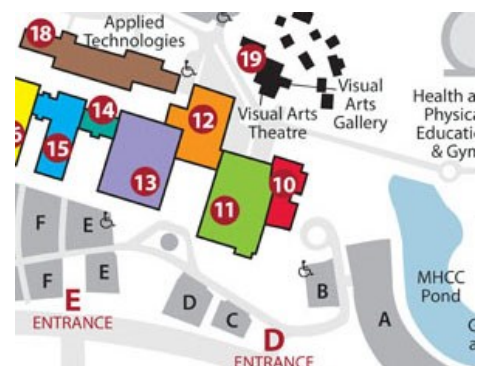 18
Applied
Technologies
19
Visual Arts
Theatre
Visual
Arts
Gallery
Health a
Physica
Educati
& Gym
14
12
15
13
11
10
F
E
F
E
E
ENTRANCE
D
C
B
A
D
ENTRANCE
MHCC
Pond